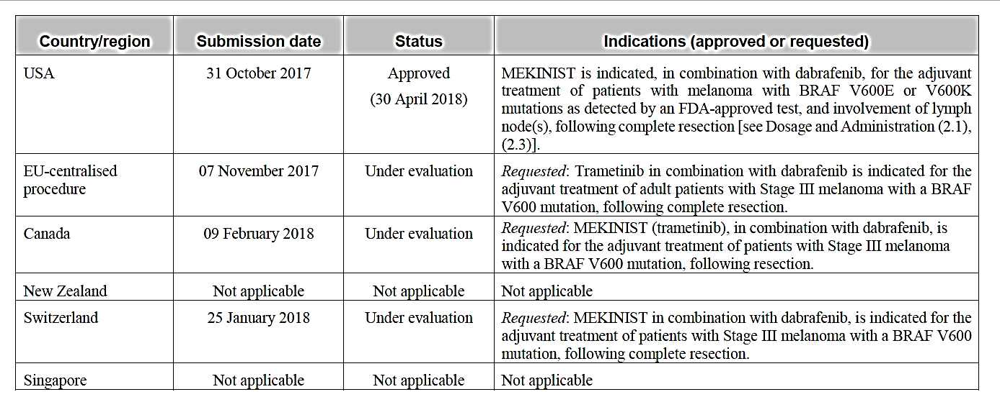 Country/region Submission date Status Indications (approved or requested)
USA 31 October 2017 Approved MEKINIST is indicated, in combination with dabrafenib, for the adjuvant
(30 April 2018) treatment of patients with melanoma with BRAF V600E or V600K
mutations as detected by an FDA-approved test, and involvement of lymph
node(s), following complete resection [see Dosage and Administration (2.1),
(2.3)].
EU-centralised 07 November 2017 Under evaluation Requested: Trametinib in combination with dabrafenib is indicated for the
procedure adjuvant treatment of adult patients with Stage III melanoma with a BRAF
V600 mutation, following complete resection.
Canada 09 February 2018 Under evaluation Requested: MEKINIST (trametinib), in combination with dabrafenib, is
indicated for the adjuvant treatment of patients with Stage III melanoma
with a BRAF V600 mutation, following resection.
New Zealand Not applicable Not applicable Not applicable
Switzerland 25 January 2018 Under evaluation Requested: MEKINIST in combination with dabrafenib, is indicated for the
adjuvant treatment of patients with Stage III melanoma with a BRAF V600
mutation, following complete resection.
Singapore Not applicable Not applicable Not applicable